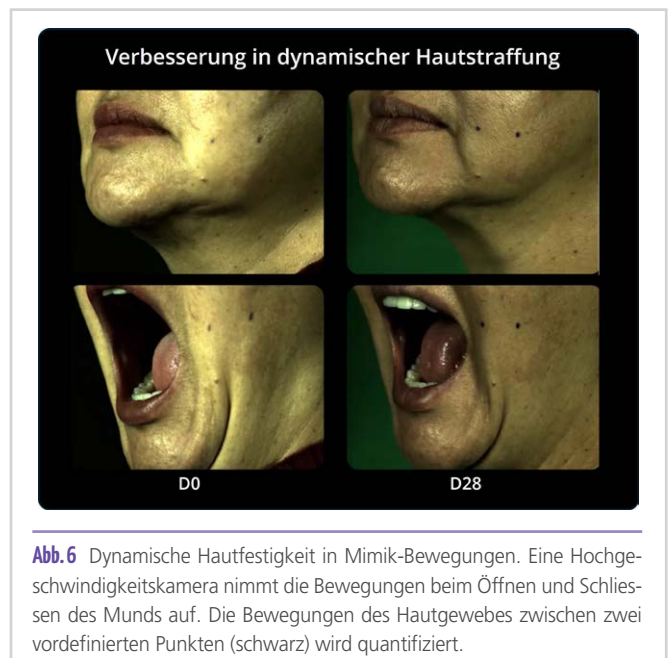 Verbesserung in dynamischer Hautstraffung
D0
D28
Abb. 6 Dynamische Hautfestigkeit in Mimik-Bewegungen. Eine Hochge-
schwindigkeitskamera nimmt die Bewegungen beim Öffnen und Schlies-
sen des Munds auf. Die Bewegungen des Hautgewebes zwischen zwei
vordefinierten Punkten (schwarz) wird quantifiziert.